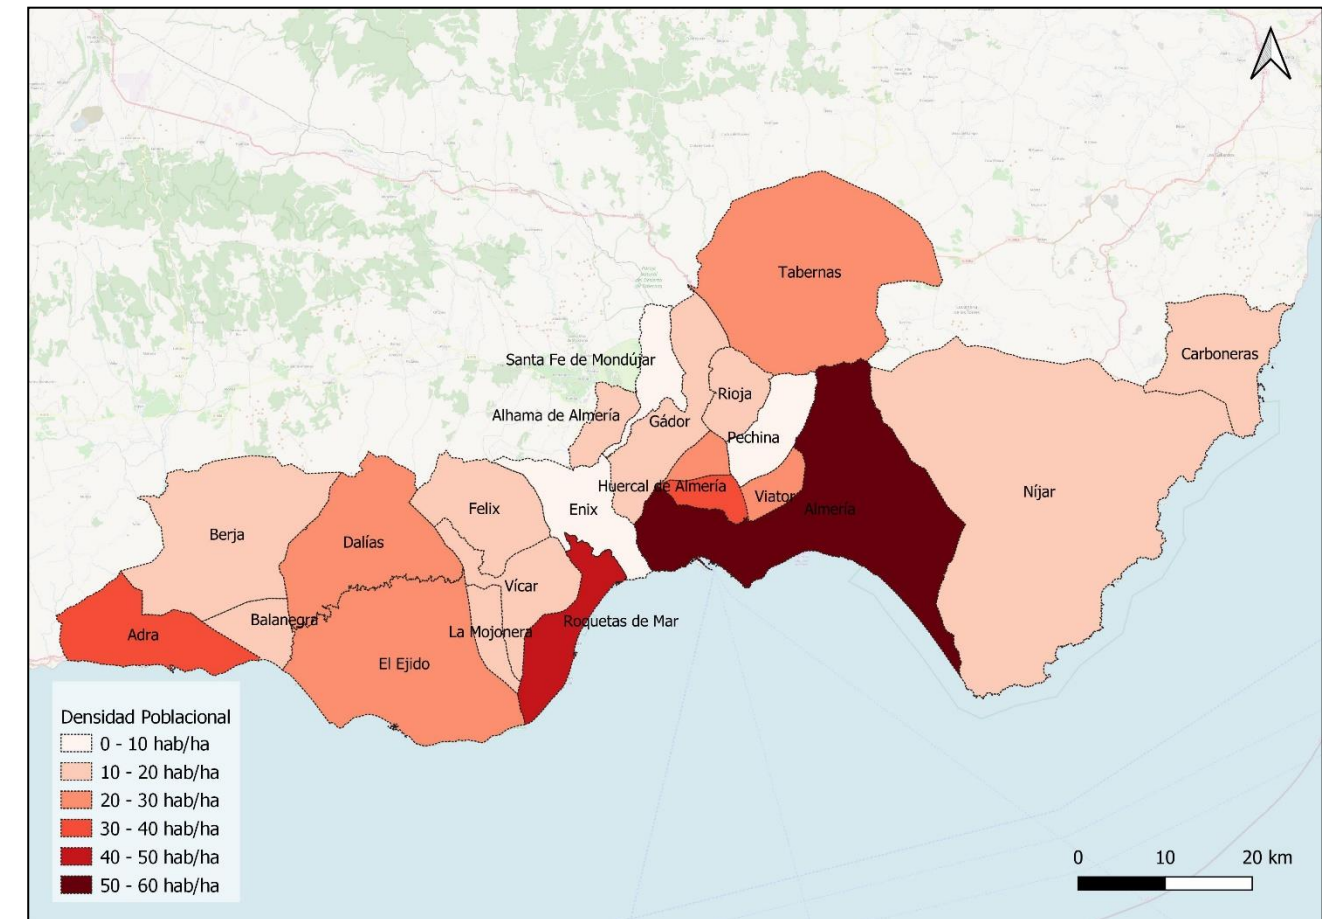 Tabernas
Carboneras
Santa Fe de Mondújar
Rioja
Alhama de Almería
Gádor
Pechina
Huercal de Almería
Níjar
Viator
Almería
Felix
Enix
Berja
Dalías
Vícar
Balanegra
Roquetas de Mar
La Mojonera
Adra
El Ejido
Densidad Poblacional
0 - 10 hab/ha
10 - 20 hab/ha
20 - 30 hab/ha
30 - 40 hab/ha
40 - 50 hab/ha
50 - 60 hab/ha
0 10 20 km